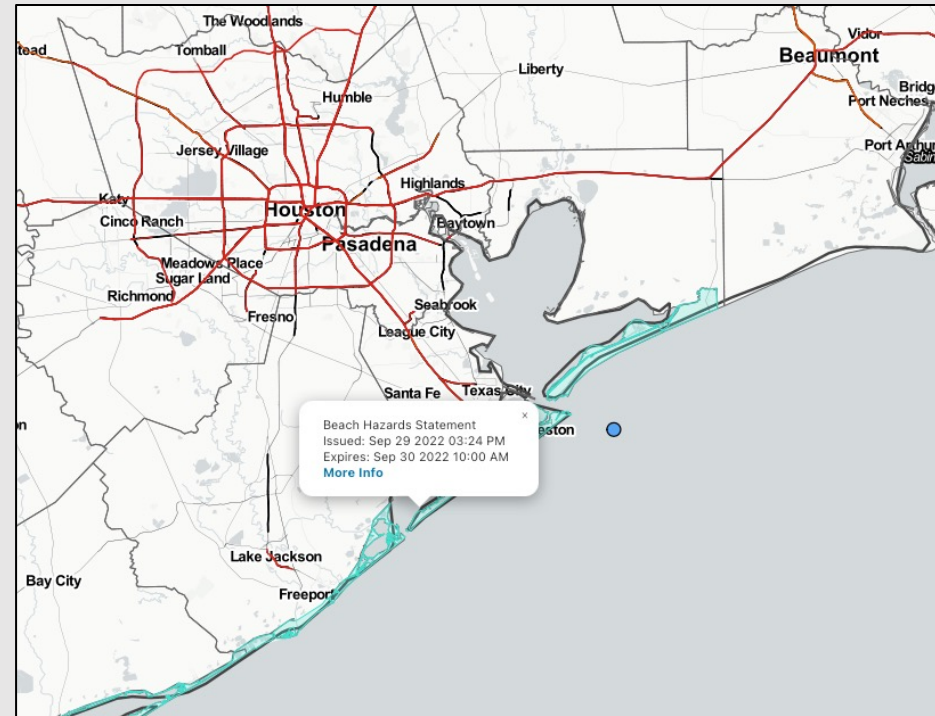 The Woodlands
Vidor
tead
Tomball
Beaumont
Liberty
Bridg
Humble
Port Neches
Jersey Village
Port Arthur
Sabin
Highlands
Katy
Houston
Cinco Ranch
Baytown
Pasadena
Meadows Place
Sugar Land
Richmond
Seabrook
Fresno
League City
Santa Fe
Texas City
×
on
Beach Hazards Statement
eston
Issued: Sep 29 2022 03:24 PM
Expires: Sep 30 2022 10:00 AM
More Info
Lake Jackson
Bay City
Freeport